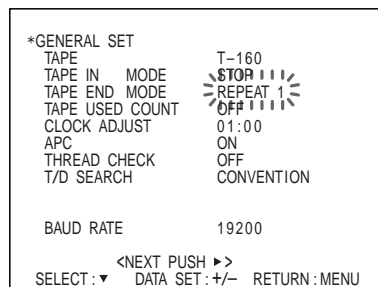 *GENERAL SET
TAPE T-160
TAPE IN MODE STOP
TAPE END MODE REPEAT 1
TAPE USED COUNT OFF
CLOCK ADJUST 01:00
APC ON
THREAD CHECK OFF
T/D SEARCH CONVENTION
BAUD RATE 19200
<NEXT PUSH ►>
SELECT:▼ DATA SET:+/– RETURN:MENU